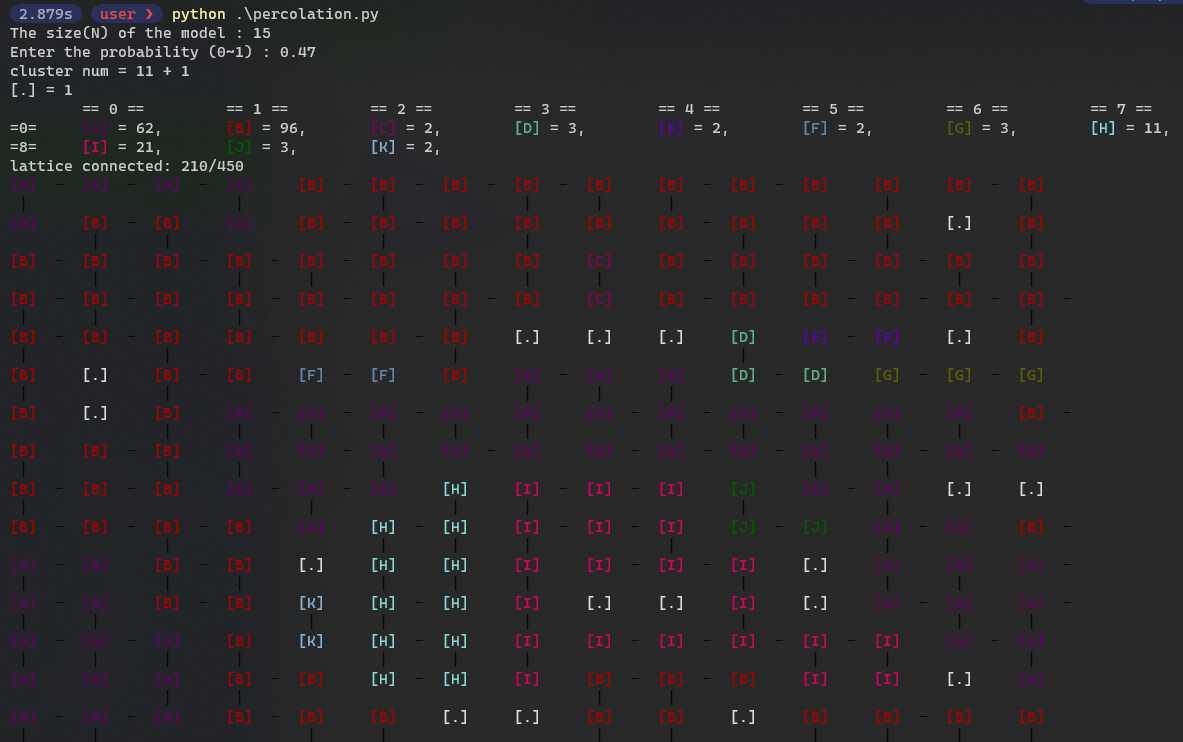 2.879s user ❯ python .\percolation.py
The size(N) of the model : 15
Enter the probability (0~1) : 0.47
cluster num = 11 + 1
[.] = 1
== 0 == == 1 == == 2 == == 3 == == 4 == == 5 == == 6 == == 7 ==
=0= [A] = 62, [B] = 96, [C] = 2, [D] = 3, [E] = 2, [F] = 2, [G] = 3, [H] = 11,
=8= [I] = 21, [J] = 3, [K] = 2,
lattice connected: 210/450
[A] [A] [A] [A] [B] [B] [B] [B] [B] [B] [B] [B] [B] [B] [B]
[A] [B] [B] [A] [B] [B] [B] [B] [B] [B] [B] [B] [B] [.] [B]
[B] [B] [B] [B] [B] [B] [B] [B] [C] [B] [B] [B] [B] [B] [B]
[B] [B] [B] [B] [B] [B] [B] [B] [C] [B] [B] [B] [B] [B] [B]
[B] [B] [B] [B] [B] [B] [B] [.] [.] [.] [D] [E] [E] [.] [B]
[B] [.] [B] [B] [F] [F] [B] [A] [A] [A] [D] [D] [G] [G] [G]
[B] [.] [B] [A] [A] [A] [A] [A] [A] [A] [A] [A] [A] [A] [B]
[B] [B] [B] [A] [A] [A] [A] [A] [A] [A] [A] [A] [A] [A] [A]
[B] [B] [B] [A] [A] [A] [H] [I] [I] [I] [J] [A] [A] [.] [.]
[B] [B] [B] [B] [A] [H] [H] [I] [I] [I] [J] [J] [A] [A] [B]
[A] [A] [B] [B] [.] [H] [H] [I] [I] [I] [I] [.] [A] [A] [A]
[A] [A] [B] [B] [K] [H] [H] [I] [.] [.] [I] [.] [A] [A] [A]
[A] [A] [A] [B] [K] [H] [H] [I] [I] [I] [I] [I] [I] [A] [A]
[A] [A] [A] [B] [B] [H] [H] [I] [B] [B] [B] [I] [I] [.] [A]
[A] [A] [A] [B] [B] [B] [.] [.] [B] [B] [.] [B] [B] [B] [B]